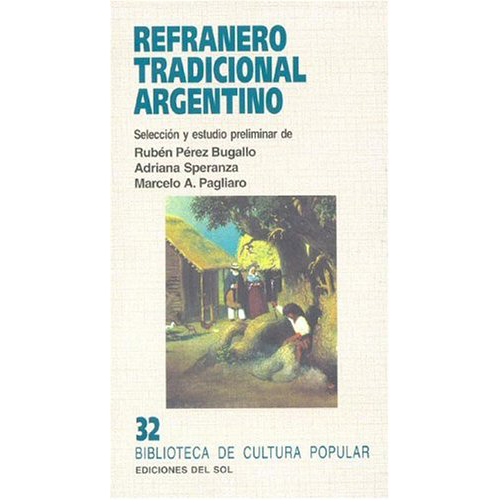 REFRANERO
TRADICIONAL
ARGENTINO
Selección y estudio preliminar de
Rubén Pérez Bugallo
Adriana Speranza
Marcelo A. Pagliaro
32
BIBLIOTECA DE CULTURA POPULAR
EDICIONES DEL SOL